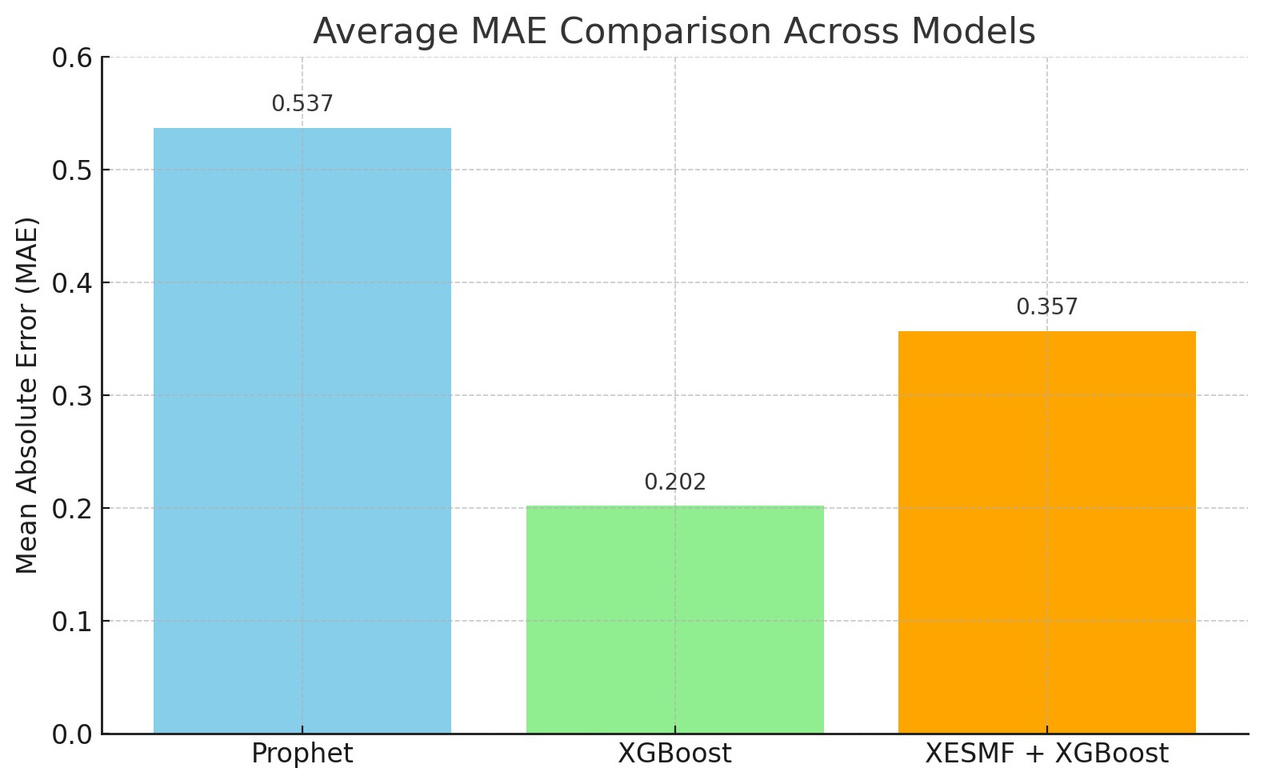 Average MAE Comparison Across Models
Mean Absolute Error (MAE)
0.6
0.5
0.4
0.3
0.2
0.1
0.0
0.537
0.202
0.357
Prophet
XGBoost
XESMF + XGBoost